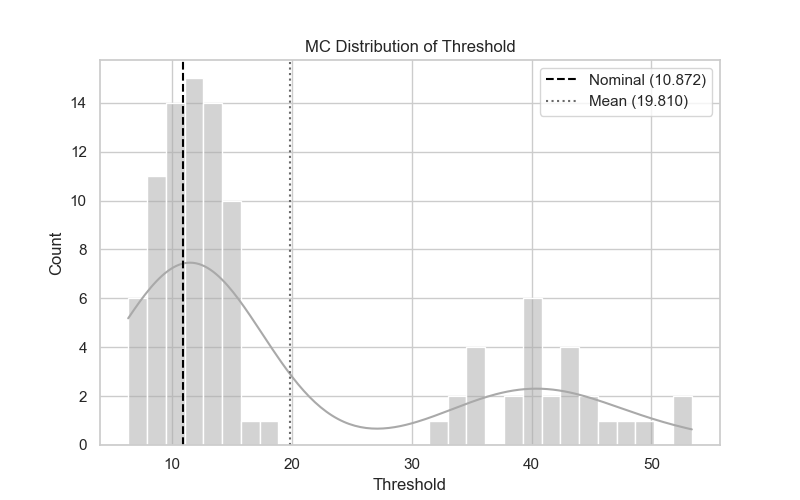 MC Distribution of Threshold
Nominal (10.872)
Mean (19.810)
14
12
10
8
6
4
2
0
Count
10
20
30
40
50
Threshold